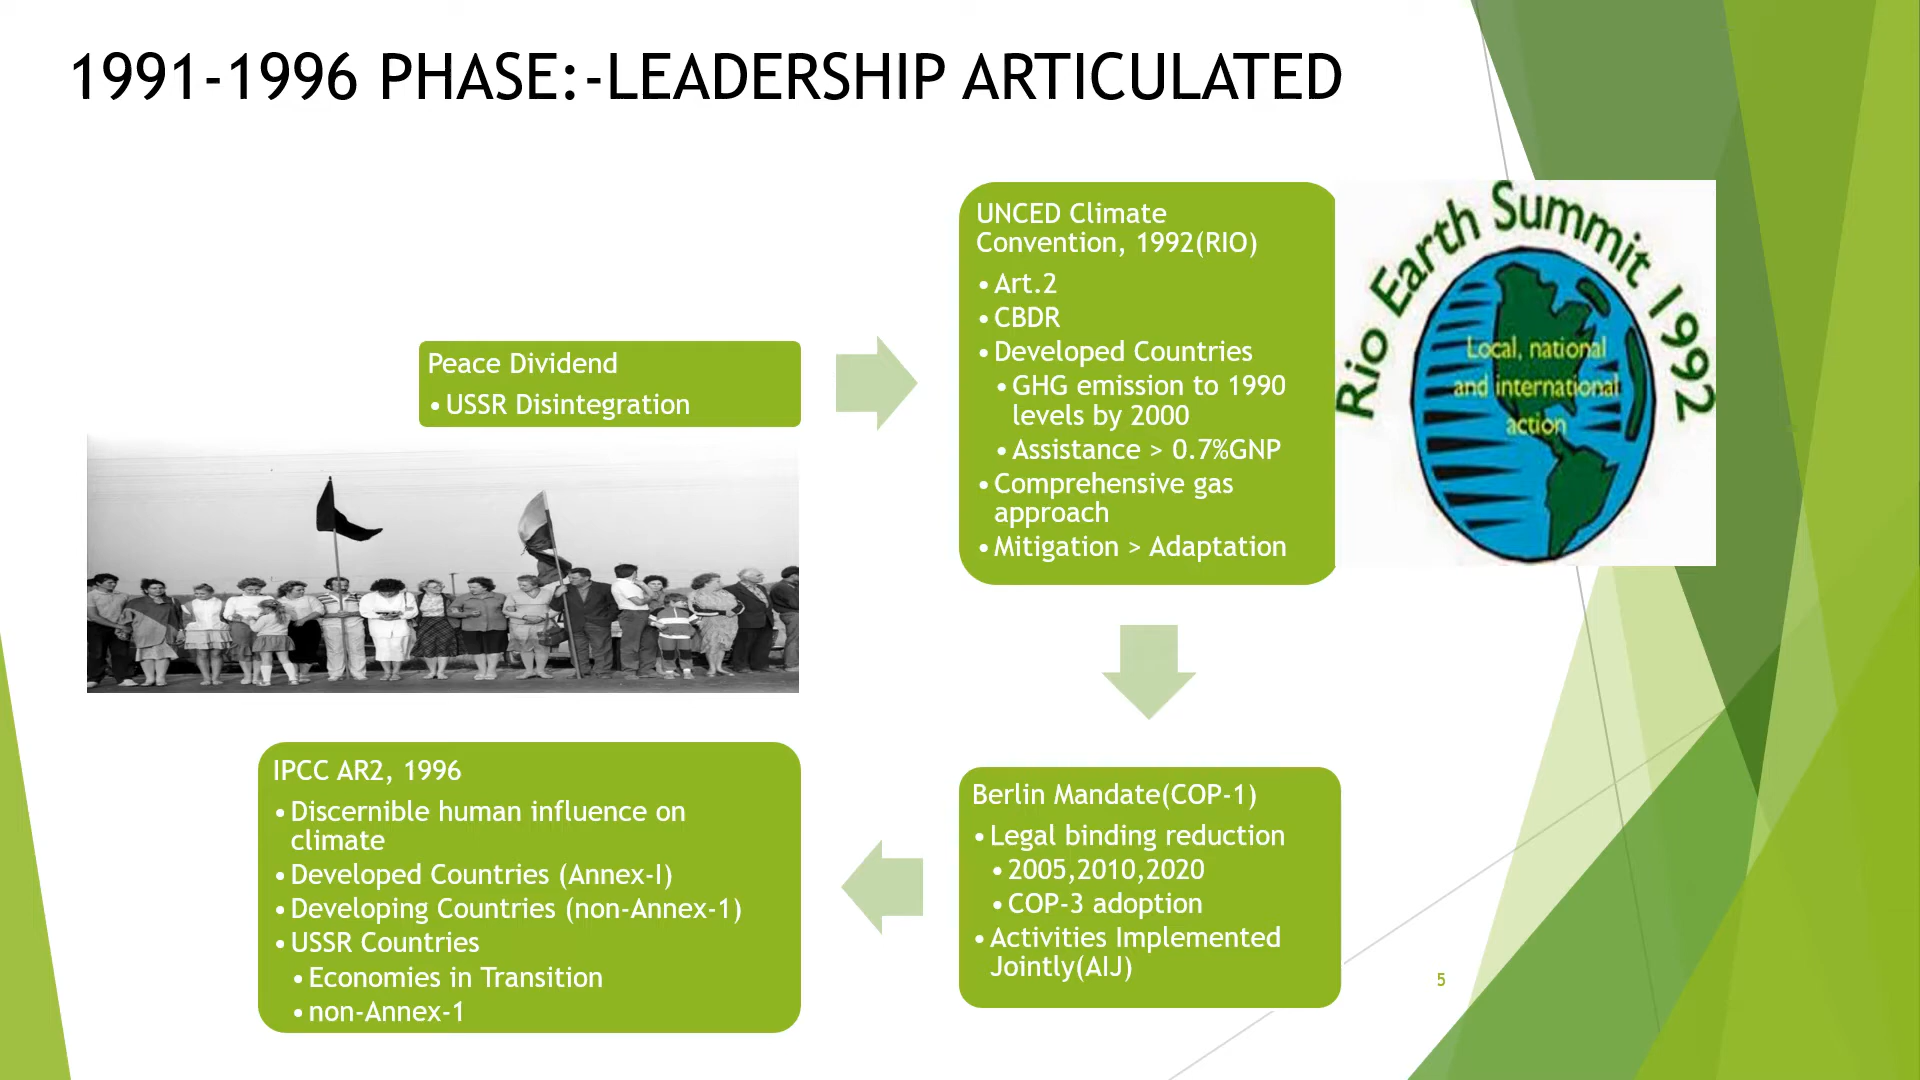 1991-1996 PHASE:-LEADERSHIP ARTICULATED
Peace Dividend
• USSR Disintegration
UNCED Climate
Convention, 1992(RIO)
• Art.2
• CBDR
• Developed Countries
• GHG emission to 1990
levels by 2000
• Assistance > 0.7%GNP
• Comprehensive gas
approach
• Mitigation > Adaptation
Rio Earth Summit 1992
Local, national
and international
action
Berlin Mandate(COP-1)
• Legal binding reduction
• 2005,2010,2020
• COP-3 adoption
• Activities Implemented
Jointly(AIJ)
IPCC AR2, 1996
• Discernible human influence on
climate
• Developed Countries (Annex-I)
• Developing Countries (non-Annex-1)
• USSR Countries
• Economies in Transition
• non-Annex-1
5